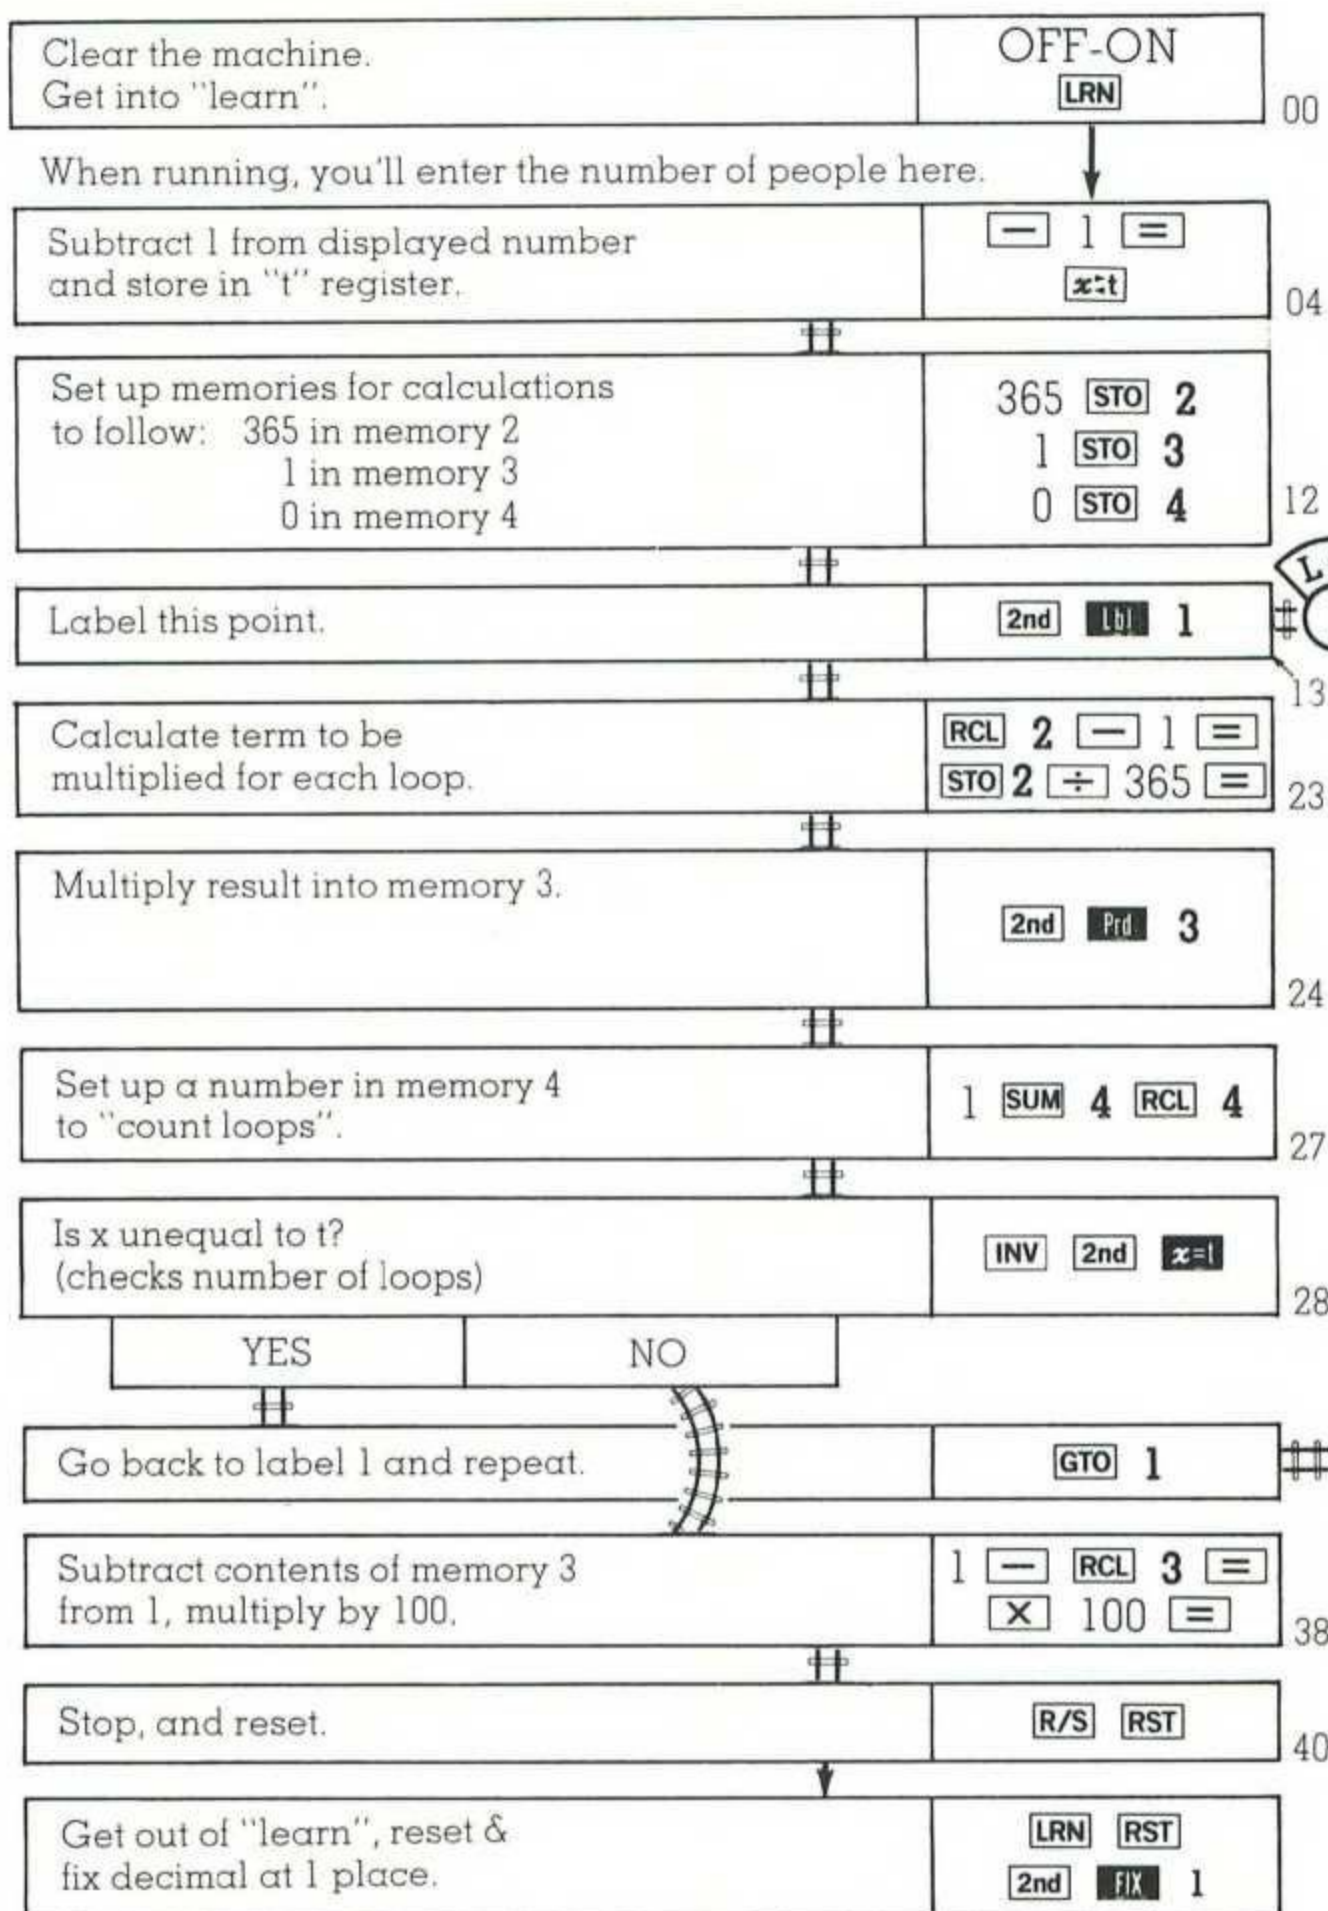 Clear the machine.
Get into "learn".
OFF-ON
LRN
00
When running, you'll enter the number of people here.
Subtract 1 from displayed number
and store in "t" register.
− 1 =
x⇄t
04
Set up memories for calculations
to follow: 365 in memory 2
1 in memory 3
0 in memory 4
365 STO 2
1 STO 3
0 STO 4
12
L
Label this point.
2nd Lbl 1
13
Calculate term to be
multiplied for each loop.
RCL 2 − 1 =
STO 2 ÷ 365 =
23
Multiply result into memory 3.
2nd Prd 3
24
Set up a number in memory 4
to "count loops".
1 SUM 4 RCL 4
27
Is x unequal to t?
(checks number of loops)
INV 2nd x=t
28
YES NO
Go back to label 1 and repeat.
GTO 1
Subtract contents of memory 3
from 1, multiply by 100.
1 − RCL 3 =
× 100 =
38
Stop, and reset.
R/S RST
40
Get out of "learn", reset &
fix decimal at 1 place.
LRN RST
2nd FIX 1